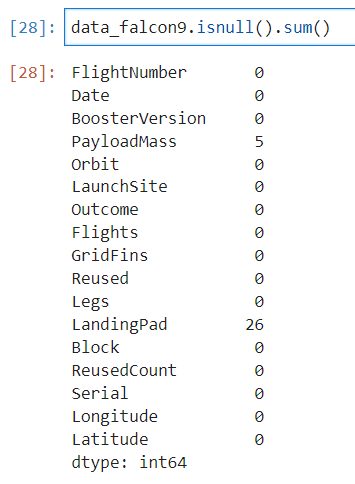 [28]: data_falcon9.isnull().sum()
[28]: FlightNumber 0
Date 0
BoosterVersion 0
PayloadMass 5
Orbit 0
LaunchSite 0
Outcome 0
Flights 0
GridFins 0
Reused 0
Legs 0
LandingPad 26
Block 0
ReusedCount 0
Serial 0
Longitude 0
Latitude 0
dtype: int64